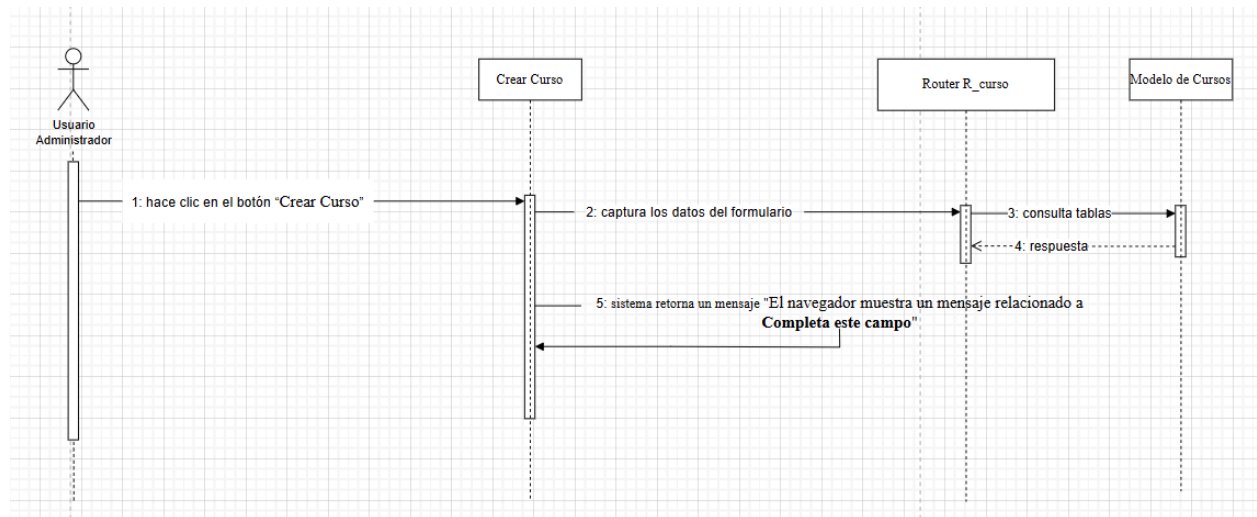 Usuario
Administrador
Crear Curso
Router R_curso
Modelo de Cursos
1: hace clic en el botón “Crear Curso”
2: captura los datos del formulario
3: consulta tablas
4: respuesta
5: sistema retorna un mensaje "El navegador muestra un mensaje relacionado a
Completa este campo"